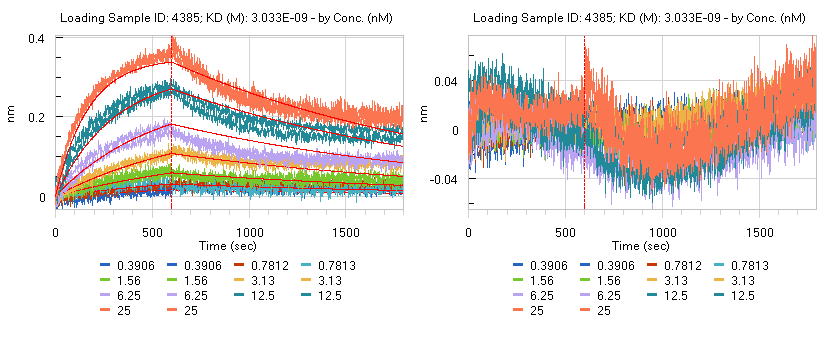 Loading Sample ID: 4385; KD (M): 3.033E-09 - by Conc. (nM)
0.4
0.2
0
nm
0 500 1000 1500
Time (sec)
0.3906 0.3906 0.7812 0.7813
1.56 1.56 3.13 3.13
6.25 6.25 12.5 12.5
25 25
Loading Sample ID: 4385; KD (M): 3.033E-09 - by Conc. (nM)
0.04
0
-0.04
nm
0 500 1000 1500
Time (sec)
0.3906 0.3906 0.7812 0.7813
1.56 1.56 3.13 3.13
6.25 6.25 12.5 12.5
25 25